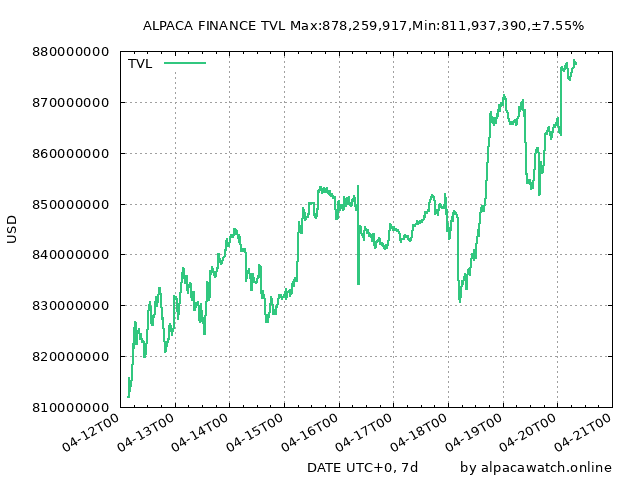 ALPACA FINANCE TVL Max:878,259,917,Min:811,937,390,±7.55%
TVL
880000000
870000000
860000000
850000000
840000000
830000000
820000000
810000000
USD
04-12T00
04-13T00
04-14T00
04-15T00
04-16T00
04-17T00
04-18T00
04-19T00
04-20T00
04-21T00
DATE UTC+0, 7d
by alpacawatch.online